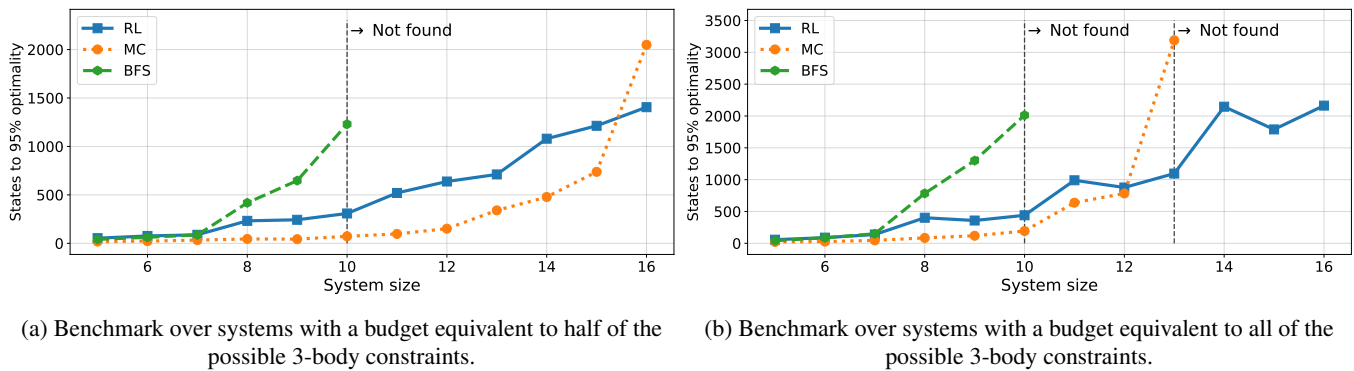 States to 95% optimality
2000
1500
1000
500
0
RL
MC
BFS
→ Not found
6
8
10
12
14
16
System size
(a) Benchmark over systems with a budget equivalent to half of the
possible 3-body constraints.
States to 95% optimality
3500
3000
2500
2000
1500
1000
500
0
RL
MC
BFS
→ Not found
→ Not found
6
8
10
12
14
16
System size
(b) Benchmark over systems with a budget equivalent to all of the
possible 3-body constraints.